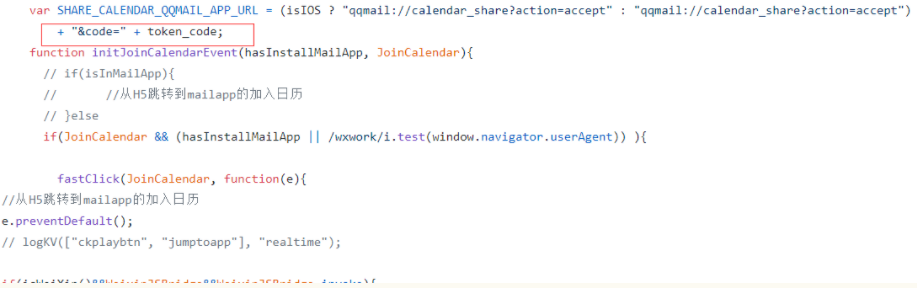 var SHARE_CALENDAR_QQMAIL_APP_URL = (isIOS ? "qqmail://calendar_share?action=accept" : "qqmail://calendar_share?action=accept")
+ "&code=" + token_code;
function initJoinCalendarEvent(hasInstallMailApp, JoinCalendar){
// if(isInMailApp){
// //从H5跳转到mailapp的加入日历
// }else
if(JoinCalendar && (hasInstallMailApp || /wxwork/i.test(window.navigator.userAgent)) ){
fastClick(JoinCalendar, function(e){
//从H5跳转到mailapp的加入日历
e.preventDefault();
// logKV(["ckplaybtn", "jumptoapp"], "realtime");